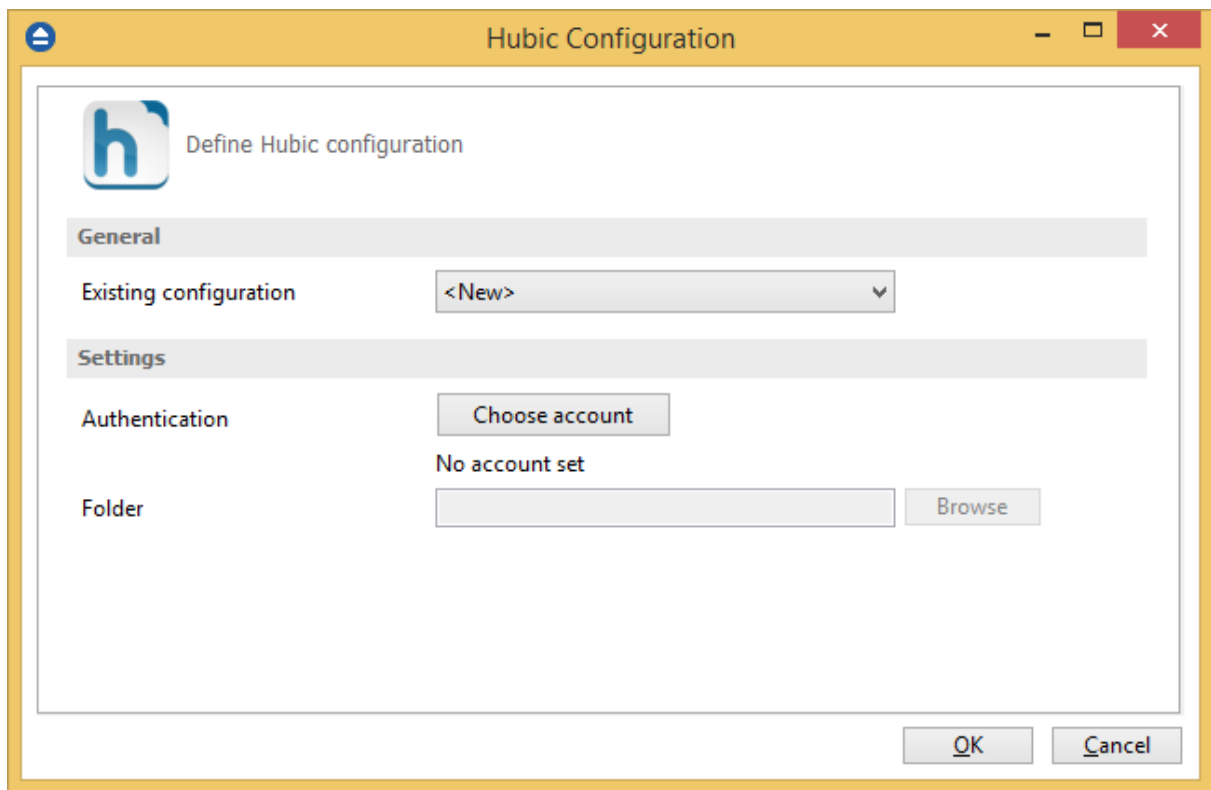 Hubic Configuration
h
Define Hubic configuration
General
Existing configuration <New>
Settings
Authentication Choose account
No account set
Folder Browse
OK Cancel